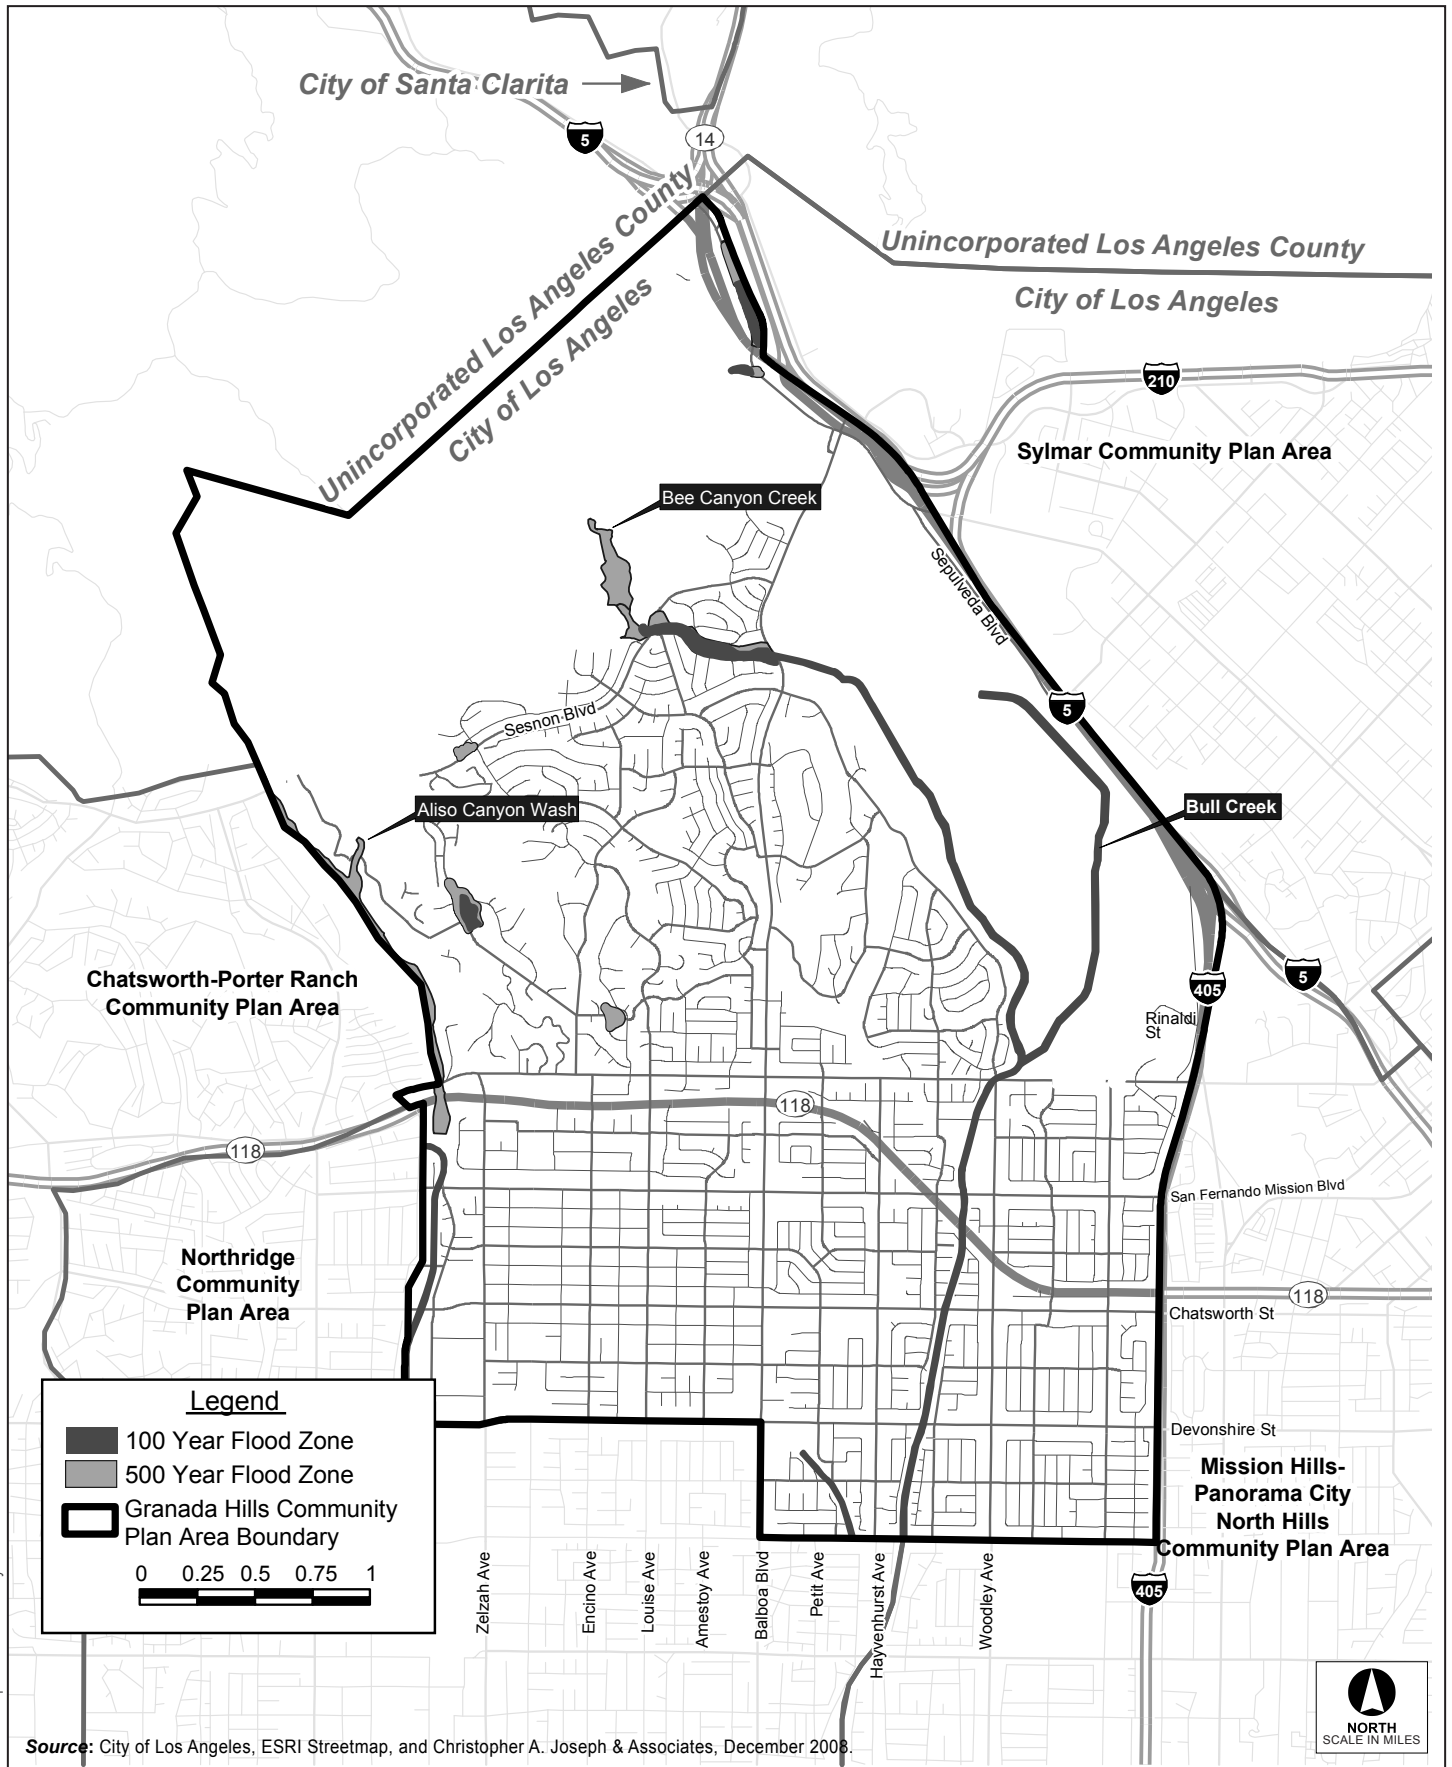 City of Santa Clarita
5
14
Unincorporated Los Angeles County
City of Los Angeles
Unincorporated Los Angeles County
City of Los Angeles
210
Sylmar Community Plan Area
Bee Canyon Creek
Sepulveda Blvd
5
Sesnon Blvd
Aliso Canyon Wash
Bull Creek
Chatsworth-Porter Ranch
Community Plan Area
405
5
Rinaldi
St
118
118
San Fernando Mission Blvd
Northridge
Community
Plan Area
118
Chatsworth St
Legend
100 Year Flood Zone
500 Year Flood Zone
Granada Hills Community
Plan Area Boundary
0 0.25 0.5 0.75 1
Devonshire St
Mission Hills-
Panorama City
North Hills
Community Plan Area
405
Zelzah Ave
Encino Ave
Louise Ave
Amestoy Ave
Balboa Blvd
Petit Ave
Hayvenhurst Ave
Woodley Ave
NORTH
SCALE IN MILES
Source: City of Los Angeles, ESRI Streetmap, and Christopher A. Joseph & Associates, December 2008.